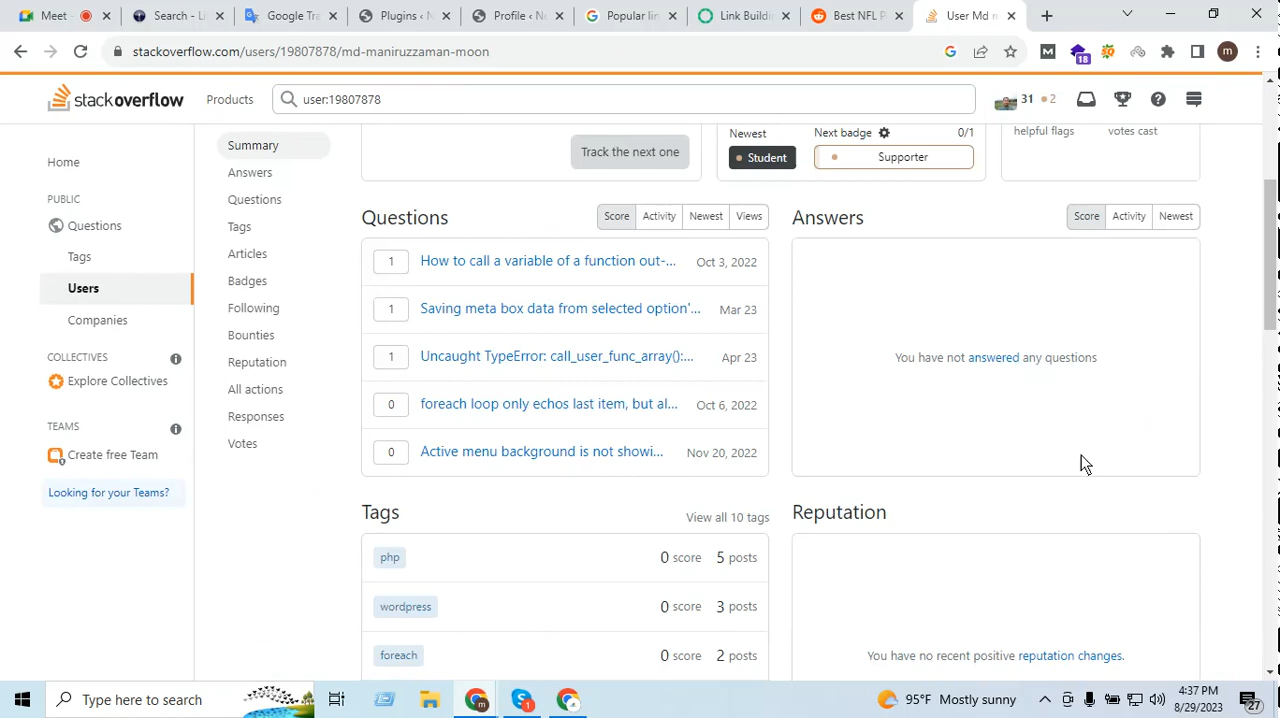 Meet -
Search - Li
Google Tra
Plugins ‹ N
Profile ‹ No
Popular lin
Link Buildin
Best NFL P
User Md m
stackoverflow.com/users/19807878/md-maniruzzaman-moon
18
m
stackoverflow
Products
user:19807878
31 2
Home
PUBLIC
Questions
Tags
Users
Companies
COLLECTIVES
Explore Collectives
TEAMS
Create free Team
Looking for your Teams?
Summary
Answers
Questions
Tags
Articles
Badges
Following
Bounties
Reputation
All actions
Responses
Votes
Track the next one
Newest
Student
Next badge 0/1
Supporter
helpful flags votes cast
Questions
Score Activity Newest Views
1 How to call a variable of a function out-... Oct 3, 2022
1 Saving meta box data from selected option'... Mar 23
1 Uncaught TypeError: call_user_func_array():... Apr 23
0 foreach loop only echos last item, but al... Oct 6, 2022
0 Active menu background is not showi... Nov 20, 2022
Answers
Score Activity Newest
You have not answered any questions
Tags
View all 10 tags
php 0 score 5 posts
wordpress 0 score 3 posts
foreach 0 score 2 posts
Reputation
You have no recent positive reputation changes.
Type here to search
m
1
95°F Mostly sunny
4:37 PM
8/29/2023
27